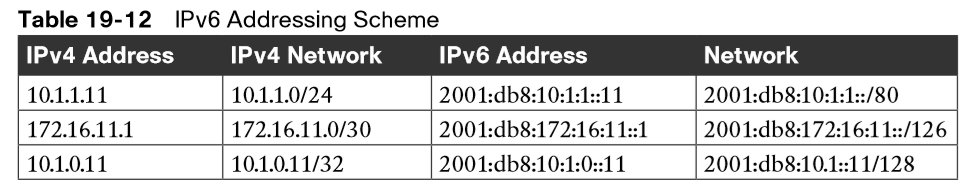 Table 19-12 IPv6 Addressing Scheme
IPv4 Address IPv4 Network IPv6 Address Network
10.1.1.11 10.1.1.0/24 2001:db8:10:1:1::11 2001:db8:10:1:1::/80
172.16.11.1 172.16.11.0/30 2001:db8:172:16:11::1 2001:db8:172:16:11::/126
10.1.0.11 10.1.0.11/32 2001:db8:10:1:0::11 2001:db8:10.1::11/128